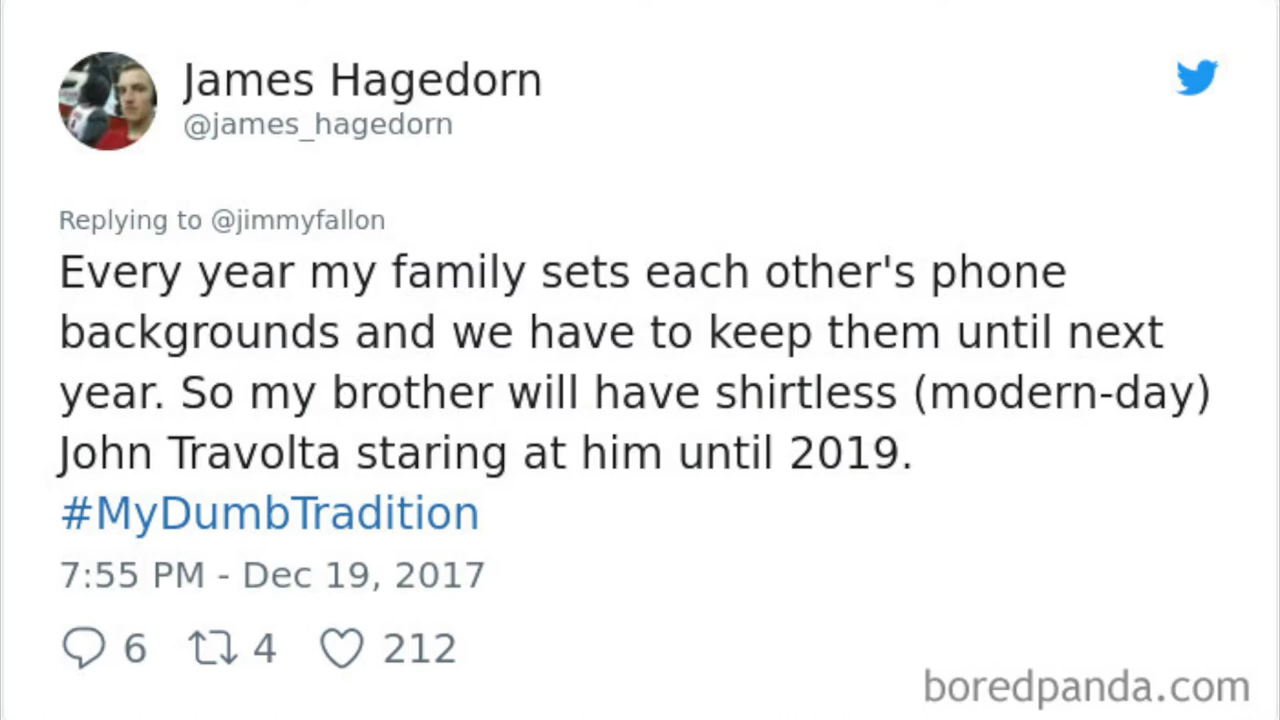 James Hagedorn
@james_hagedorn
Replying to @jimmyfallon
Every year my family sets each other's phone
backgrounds and we have to keep them until next
year. So my brother will have shirtless (modern-day)
John Travolta staring at him until 2019.
#MyDumbTradition
7:55 PM - Dec 19, 2017
6 4 212
boredpanda.com